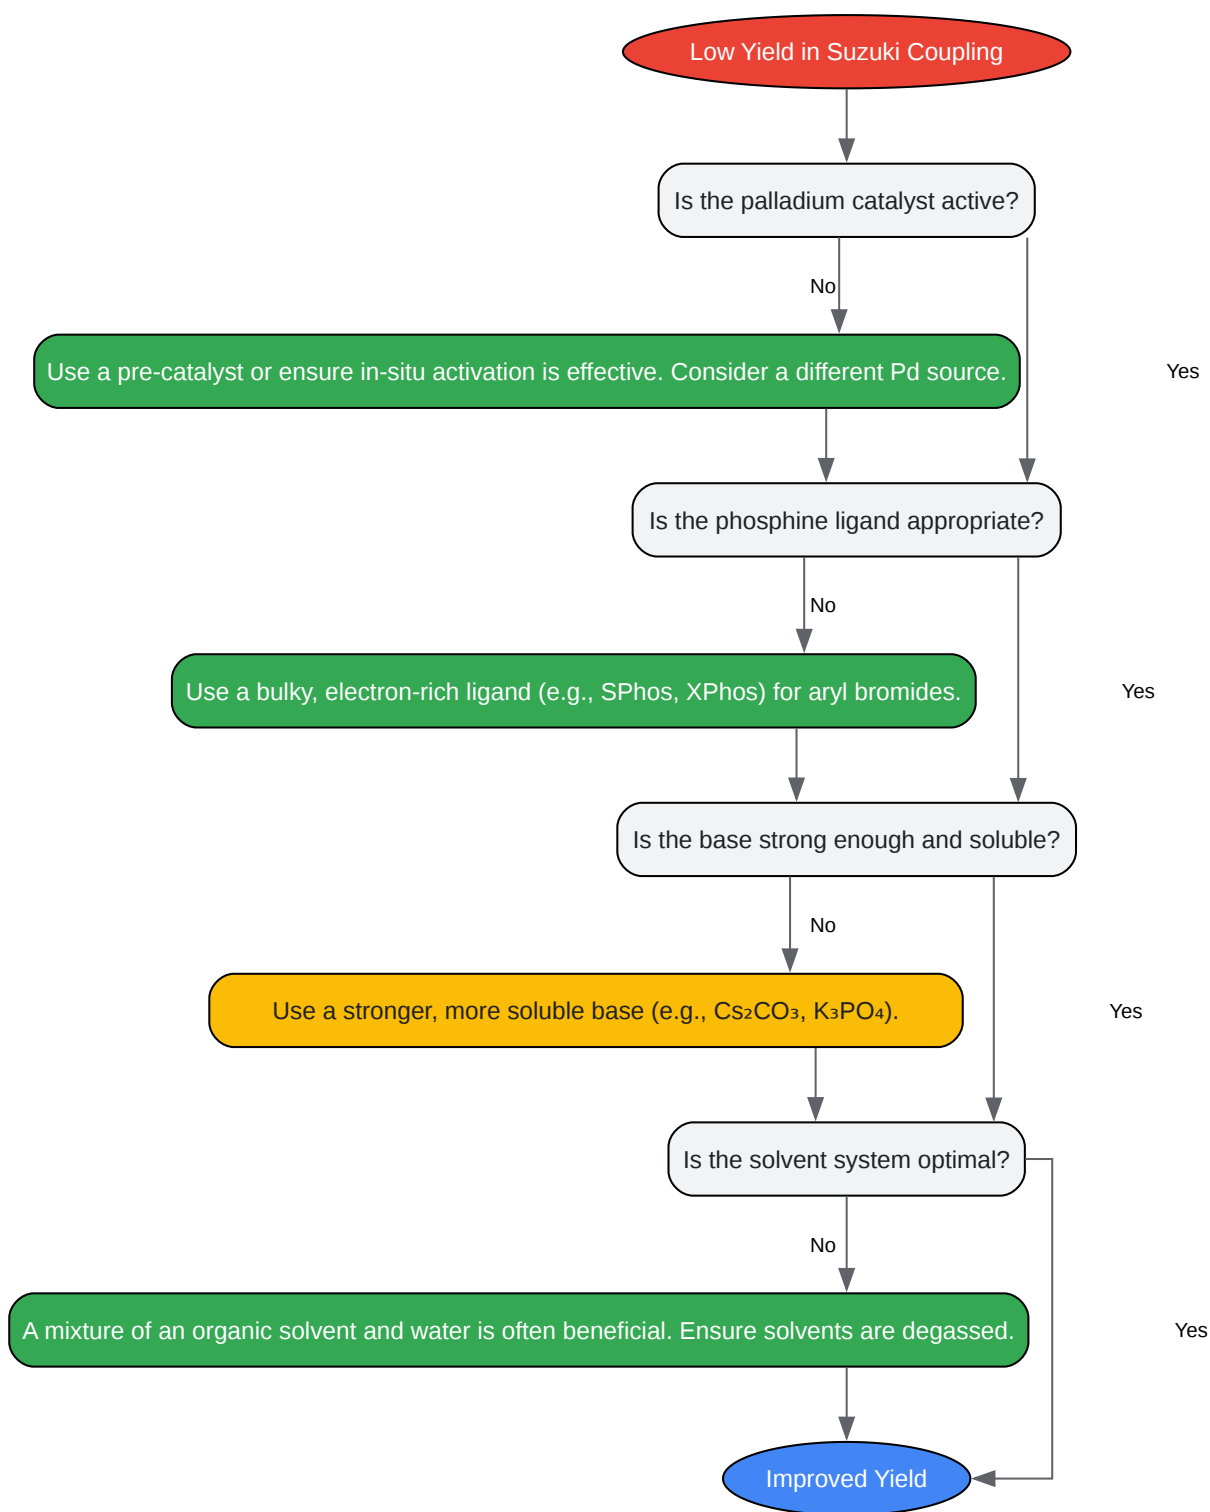 Low Yield in Suzuki Coupling
Is the palladium catalyst active?
No
Use a pre-catalyst or ensure in-situ activation is effective. Consider a different Pd source.
Yes
Is the phosphine ligand appropriate?
No
Use a bulky, electron-rich ligand (e.g., SPhos, XPhos) for aryl bromides.
Yes
Is the base strong enough and soluble?
No
Use a stronger, more soluble base (e.g., Cs₂CO₃, K₃PO₄).
Yes
Is the solvent system optimal?
No
A mixture of an organic solvent and water is often beneficial. Ensure solvents are degassed.
Yes
Improved Yield